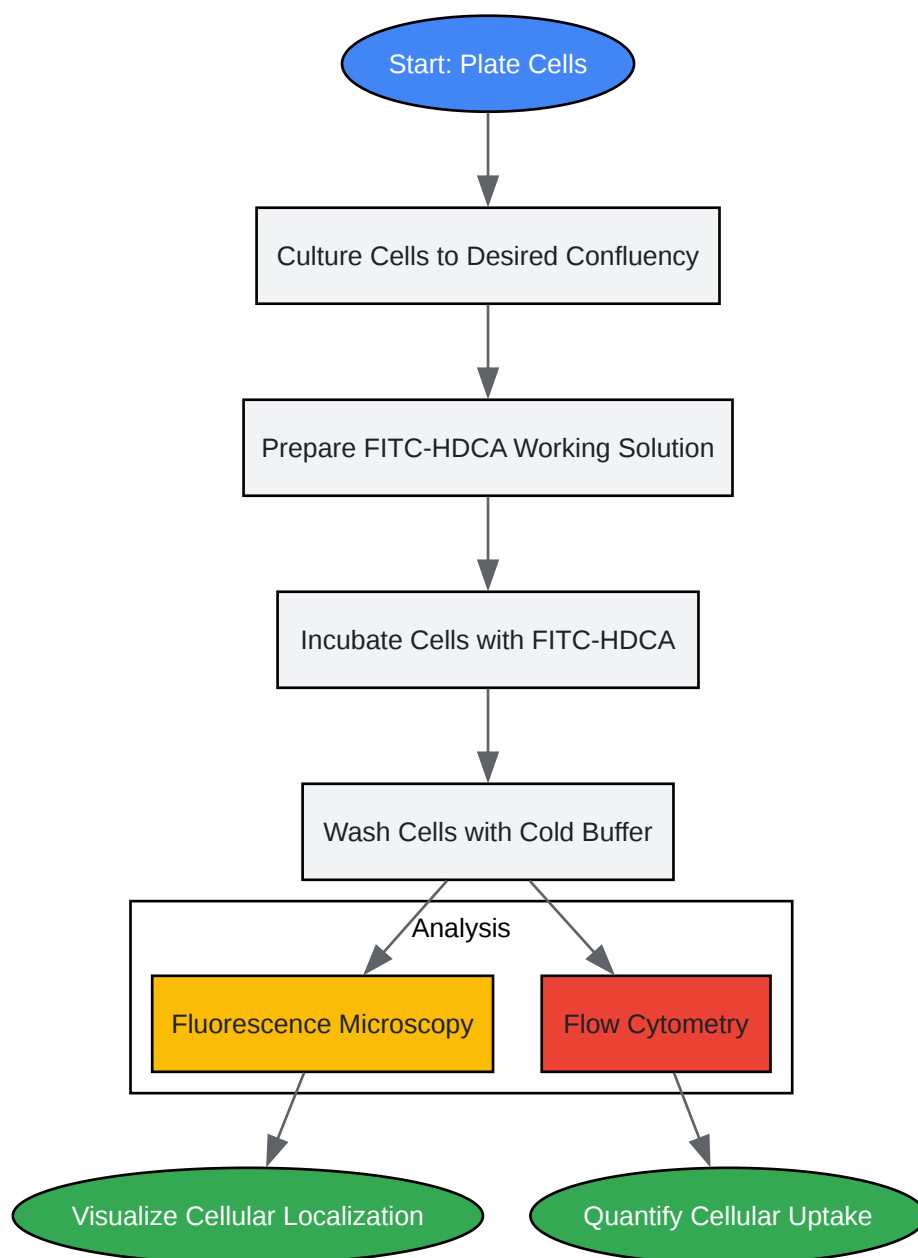 Start: Plate Cells
Culture Cells to Desired Confluency
Prepare FITC-HDCA Working Solution
Incubate Cells with FITC-HDCA
Wash Cells with Cold Buffer
Analysis
Fluorescence Microscopy
Flow Cytometry
Visualize Cellular Localization
Quantify Cellular Uptake